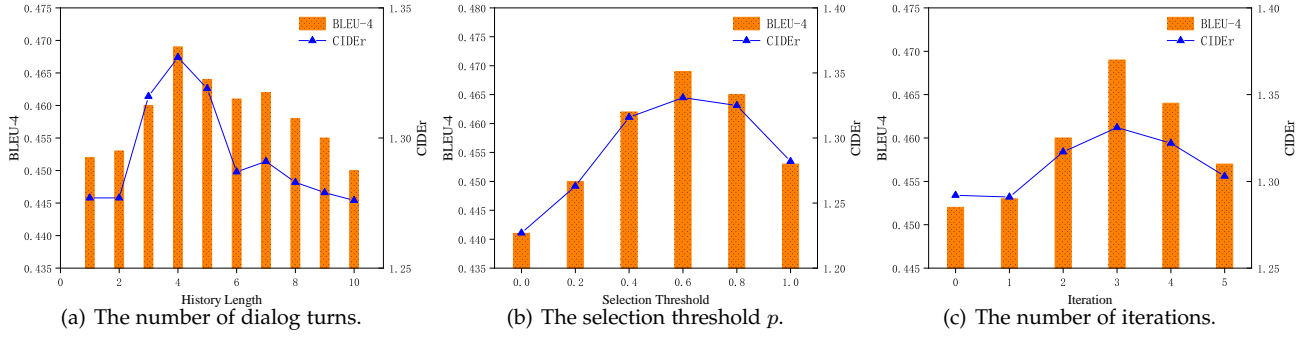 0.475
0.470
0.465
0.460
0.455
0.450
0.445
0.440
0.435
BLEU-4
BLEU-4
CIDEr
1.35
1.30
1.25
CIDEr
0 2 4 6 8 10
History Length
(a) The number of dialog turns.
0.475
0.470
0.465
0.460
0.455
0.450
0.445
0.440
0.435
BLEU-4
BLEU-4
CIDEr
1.40
1.35
1.30
1.25
1.20
CIDEr
0.0 0.2 0.4 0.6 0.8 1.0
Selection Threshold
(b) The selection threshold p.
0.475
0.470
0.465
0.460
0.455
0.450
0.445
BLEU-4
BLEU-4
CIDEr
1.40
1.35
1.30
1.25
CIDEr
0 1 2 3 4 5
Iteration
(c) The number of iterations.